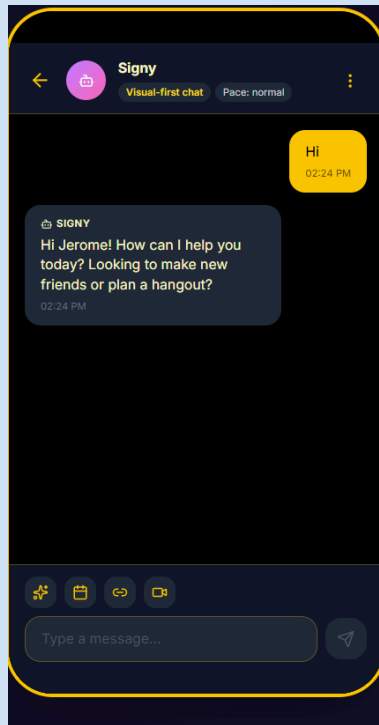 Signy
Visual-first chat
Pace: normal
Hi
02:24 PM
SIGNY
Hi Jerome! How can I help you
today? Looking to make new
friends or plan a hangout?
02:24 PM
Type a message...